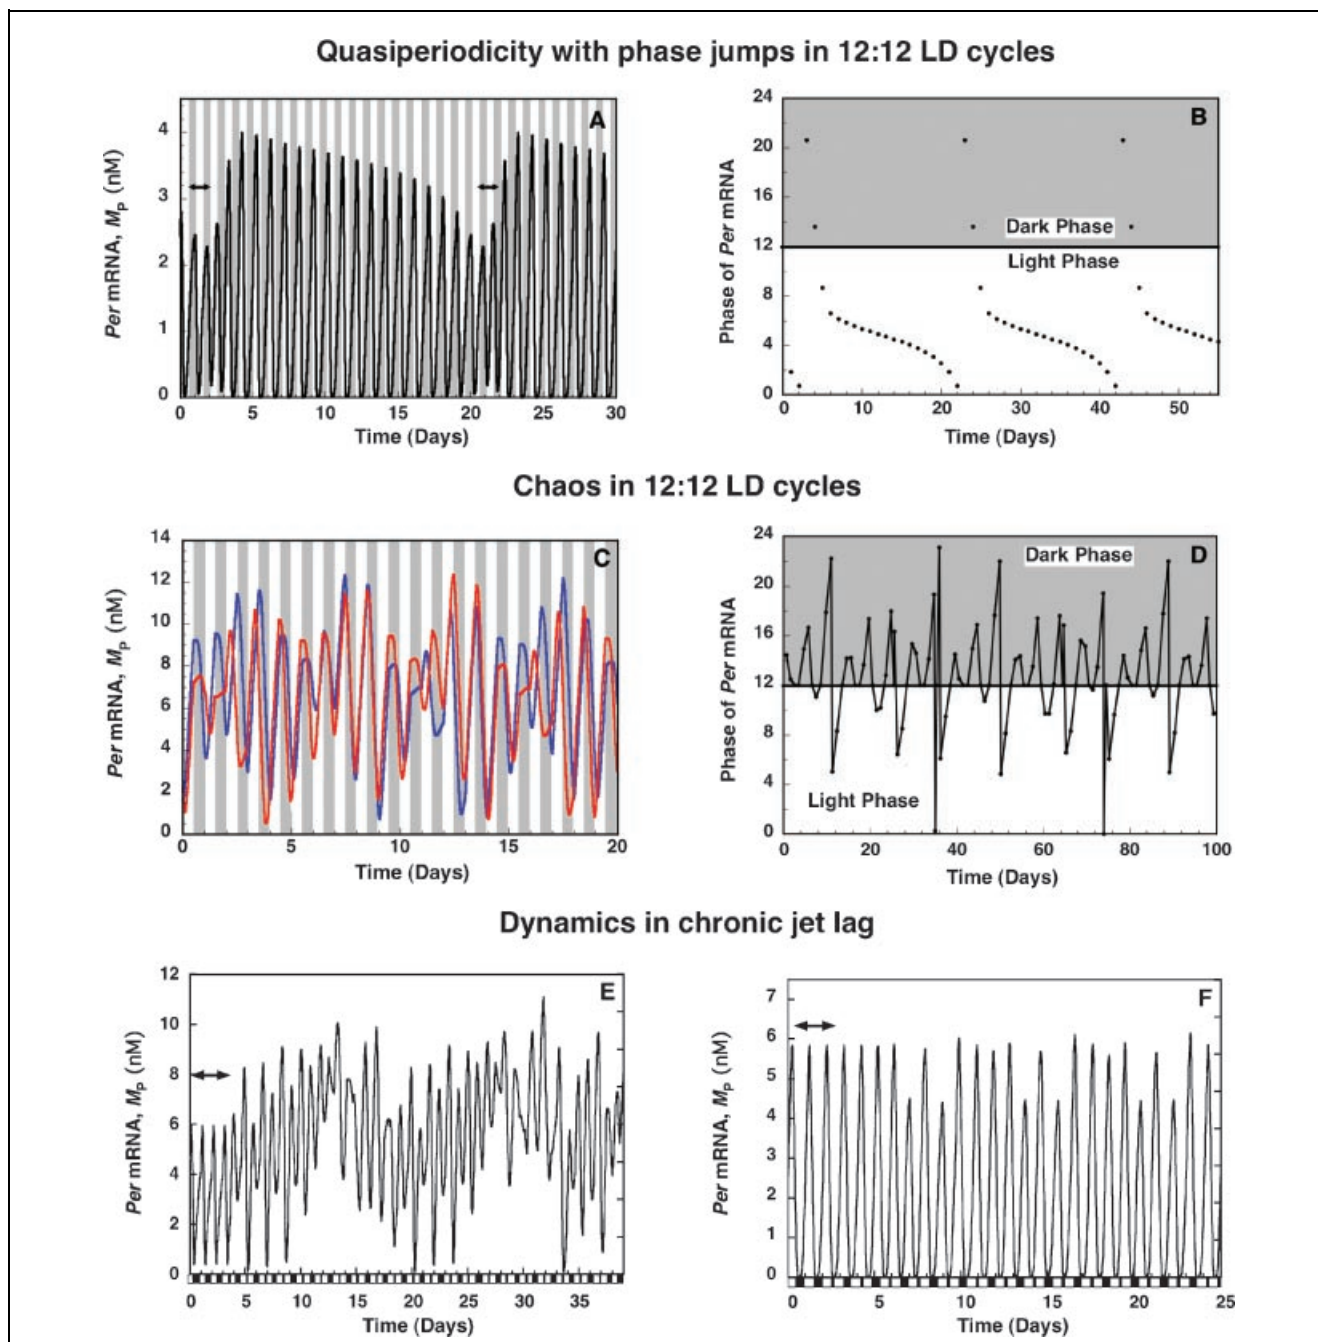 Quasiperiodicity with phase jumps in 12:12 LD cycles
A
Per mRNA, MP (nM)
4
3
2
1
0
0 5 10 15 20 25 30
Time (Days)
B
Phase of Per mRNA
24
20
16
12
8
4
0
Dark Phase
Light Phase
0 10 20 30 40 50
Time (Days)
Chaos in 12:12 LD cycles
C
Per mRNA, MP (nM)
14
12
10
8
6
4
2
0
0 5 10 15 20
Time (Days)
D
Phase of Per mRNA
24
20
16
12
8
4
0
Dark Phase
Light Phase
0 20 40 60 80 100
Time (Days)
Dynamics in chronic jet lag
E
Per mRNA, MP (nM)
12
10
8
6
4
2
0
0 5 10 15 20 25 30 35
Time (Days)
F
Per mRNA, MP (nM)
7
6
5
4
3
2
1
0
0 5 10 15 20 25
Time (Days)